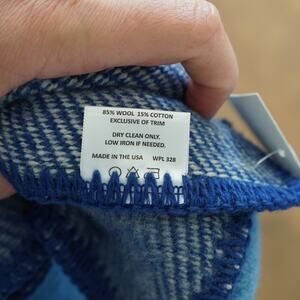 85% WOOL 15% COTTON
EXCLUSIVE OF TRIM
DRY CLEAN ONLY.
LOW IRON IF NEEDED.
MADE IN THE USA WPL 328